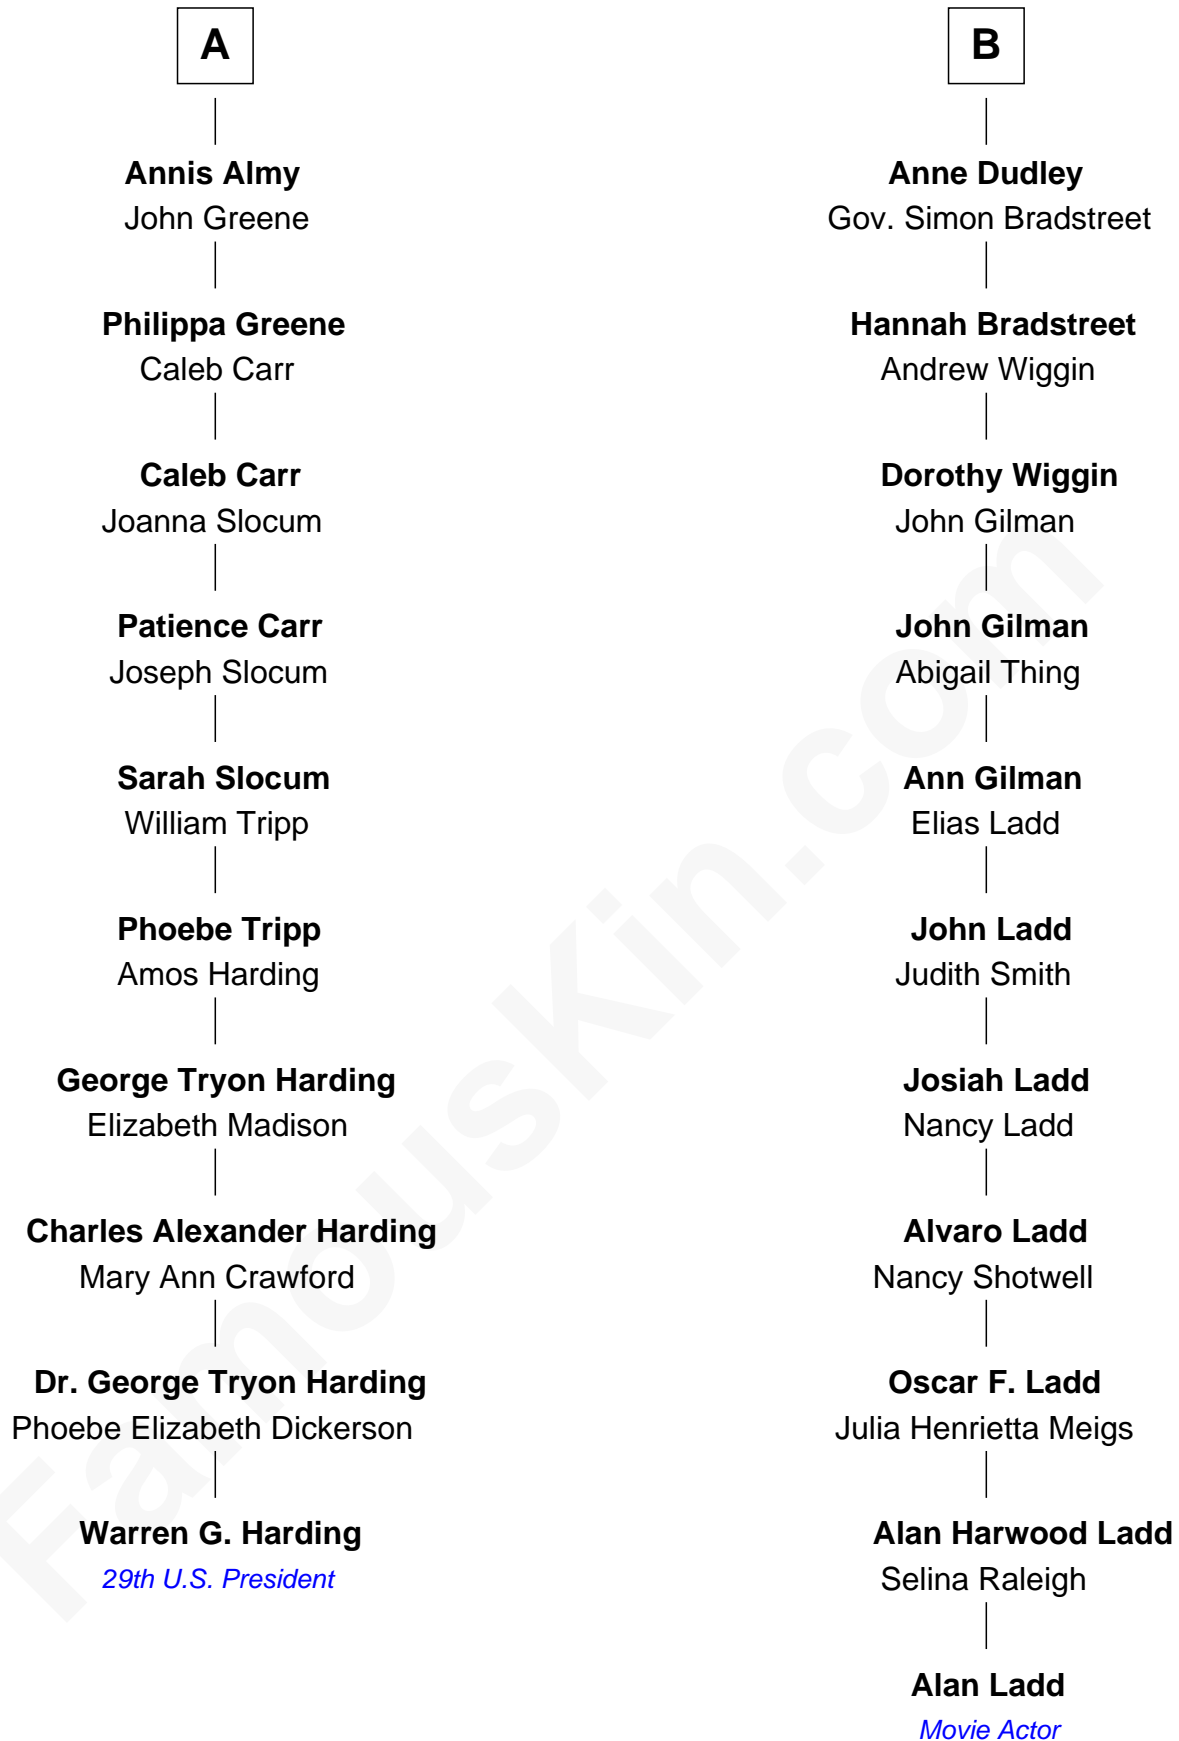 A
Annis Almy
John Greene
Philippa Greene
Caleb Carr
Caleb Carr
Joanna Slocum
Patience Carr
Joseph Slocum
Sarah Slocum
William Tripp
Phoebe Tripp
Amos Harding
George Tryon Harding
Elizabeth Madison
Charles Alexander Harding
Mary Ann Crawford
Dr. George Tryon Harding
Phoebe Elizabeth Dickerson
Warren G. Harding
29th U.S. President
B
Anne Dudley
Gov. Simon Bradstreet
Hannah Bradstreet
Andrew Wiggin
Dorothy Wiggin
John Gilman
John Gilman
Abigail Thing
Ann Gilman
Elias Ladd
John Ladd
Judith Smith
Josiah Ladd
Nancy Ladd
Alvaro Ladd
Nancy Shotwell
Oscar F. Ladd
Julia Henrietta Meigs
Alan Harwood Ladd
Selina Raleigh
Alan Ladd
Movie Actor
FamousKin.com